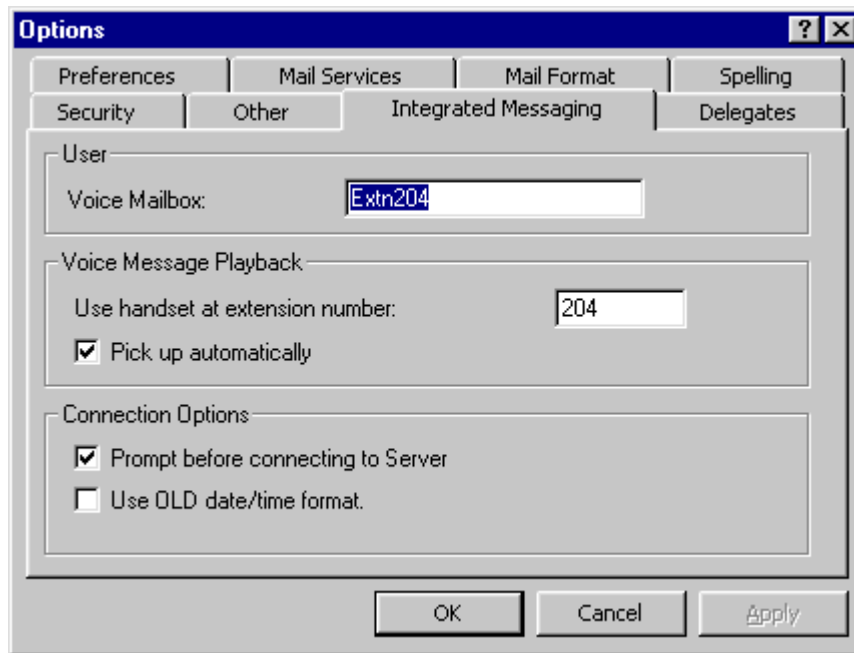 Options
Preferences Mail Services Mail Format Spelling
Security Other Integrated Messaging Delegates
User
Voice Mailbox: Extn204
Voice Message Playback
Use handset at extension number: 204
Pick up automatically
Connection Options
Prompt before connecting to Server
Use OLD date/time format.
OK Cancel Apply